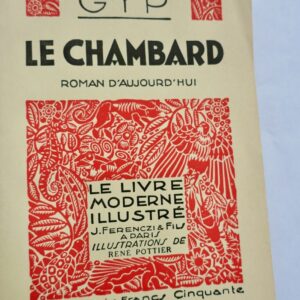 GYP
LE CHAMBARD
ROMAN D'AUJOURD'HUI
LE LIVRE
MODERNE
ILLUSTRÉ
J. FERENCZI & FILS
A PARIS
ILLUSTRATIONS DE
RENÉ POTTIER
Francs Cinquante